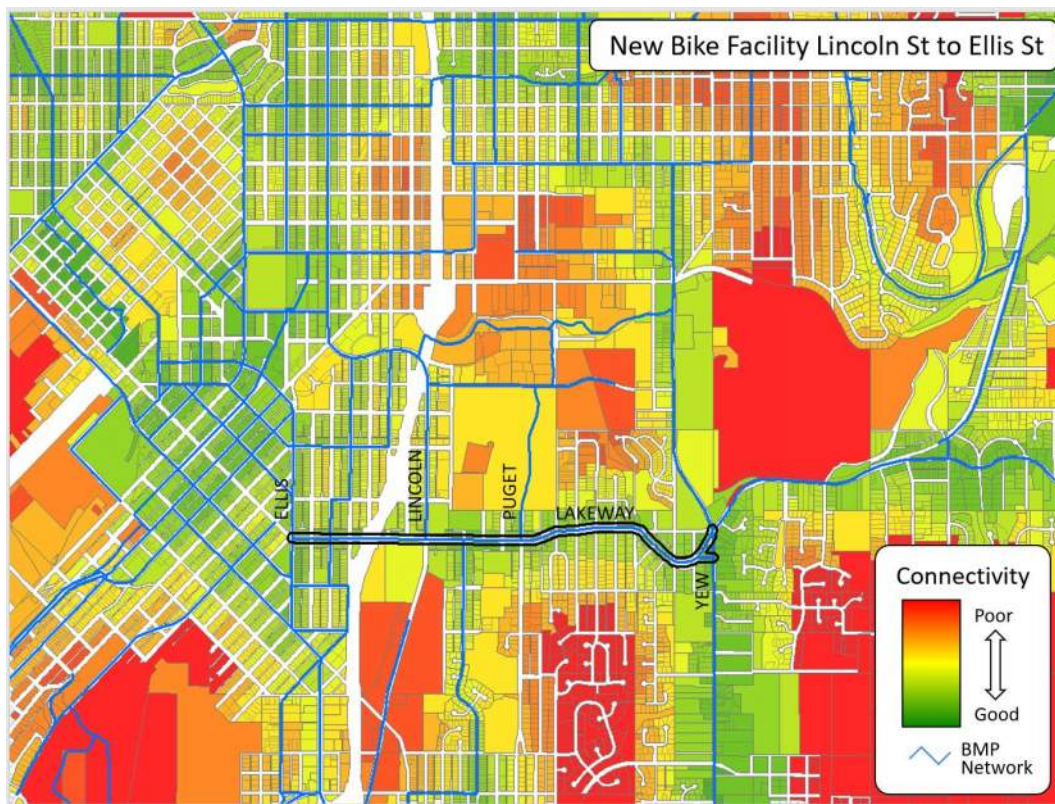 New Bike Facility Lincoln St to Ellis St
ELLIS
LINCOLN
PUGET
LAKEWAY
YEW
Connectivity
Poor
Good
BMP
Network